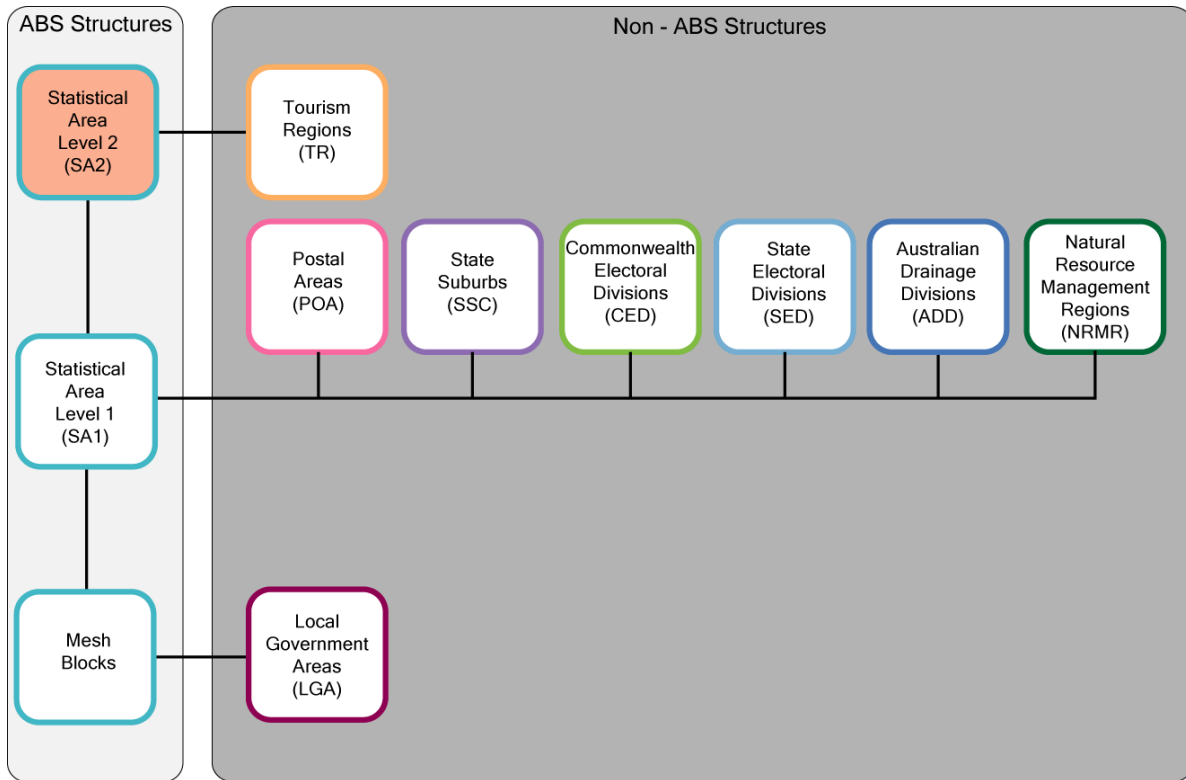 ABS Structures
Non - ABS Structures
Statistical
Area
Level 2
(SA2)
Tourism
Regions
(TR)
Postal
Areas
(POA)
State
Suburbs
(SSC)
Commonwealth
Electoral
Divisions
(CED)
State
Electoral
Divisions
(SED)
Australian
Drainage
Divisions
(ADD)
Natural
Resource
Management
Regions
(NRMR)
Statistical
Area
Level 1
(SA1)
Mesh
Blocks
Local
Government
Areas
(LGA)